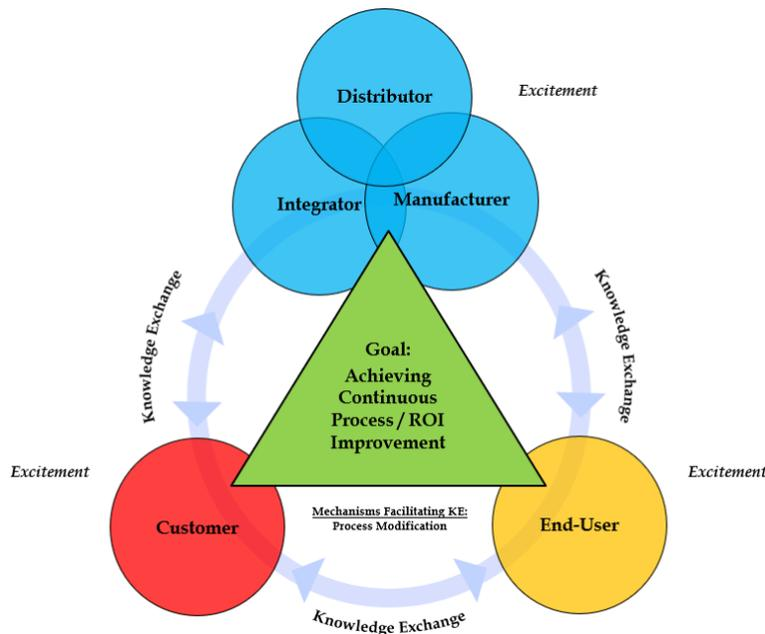 Distributor
Excitement
Integrator
Manufacturer
Knowledge Exchange
Knowledge Exchange
Goal:
Achieving
Continuous
Process / ROI
Improvement
Excitement
Excitement
Customer
Mechanisms Facilitating KE:
Process Modification
End-User
Knowledge Exchange